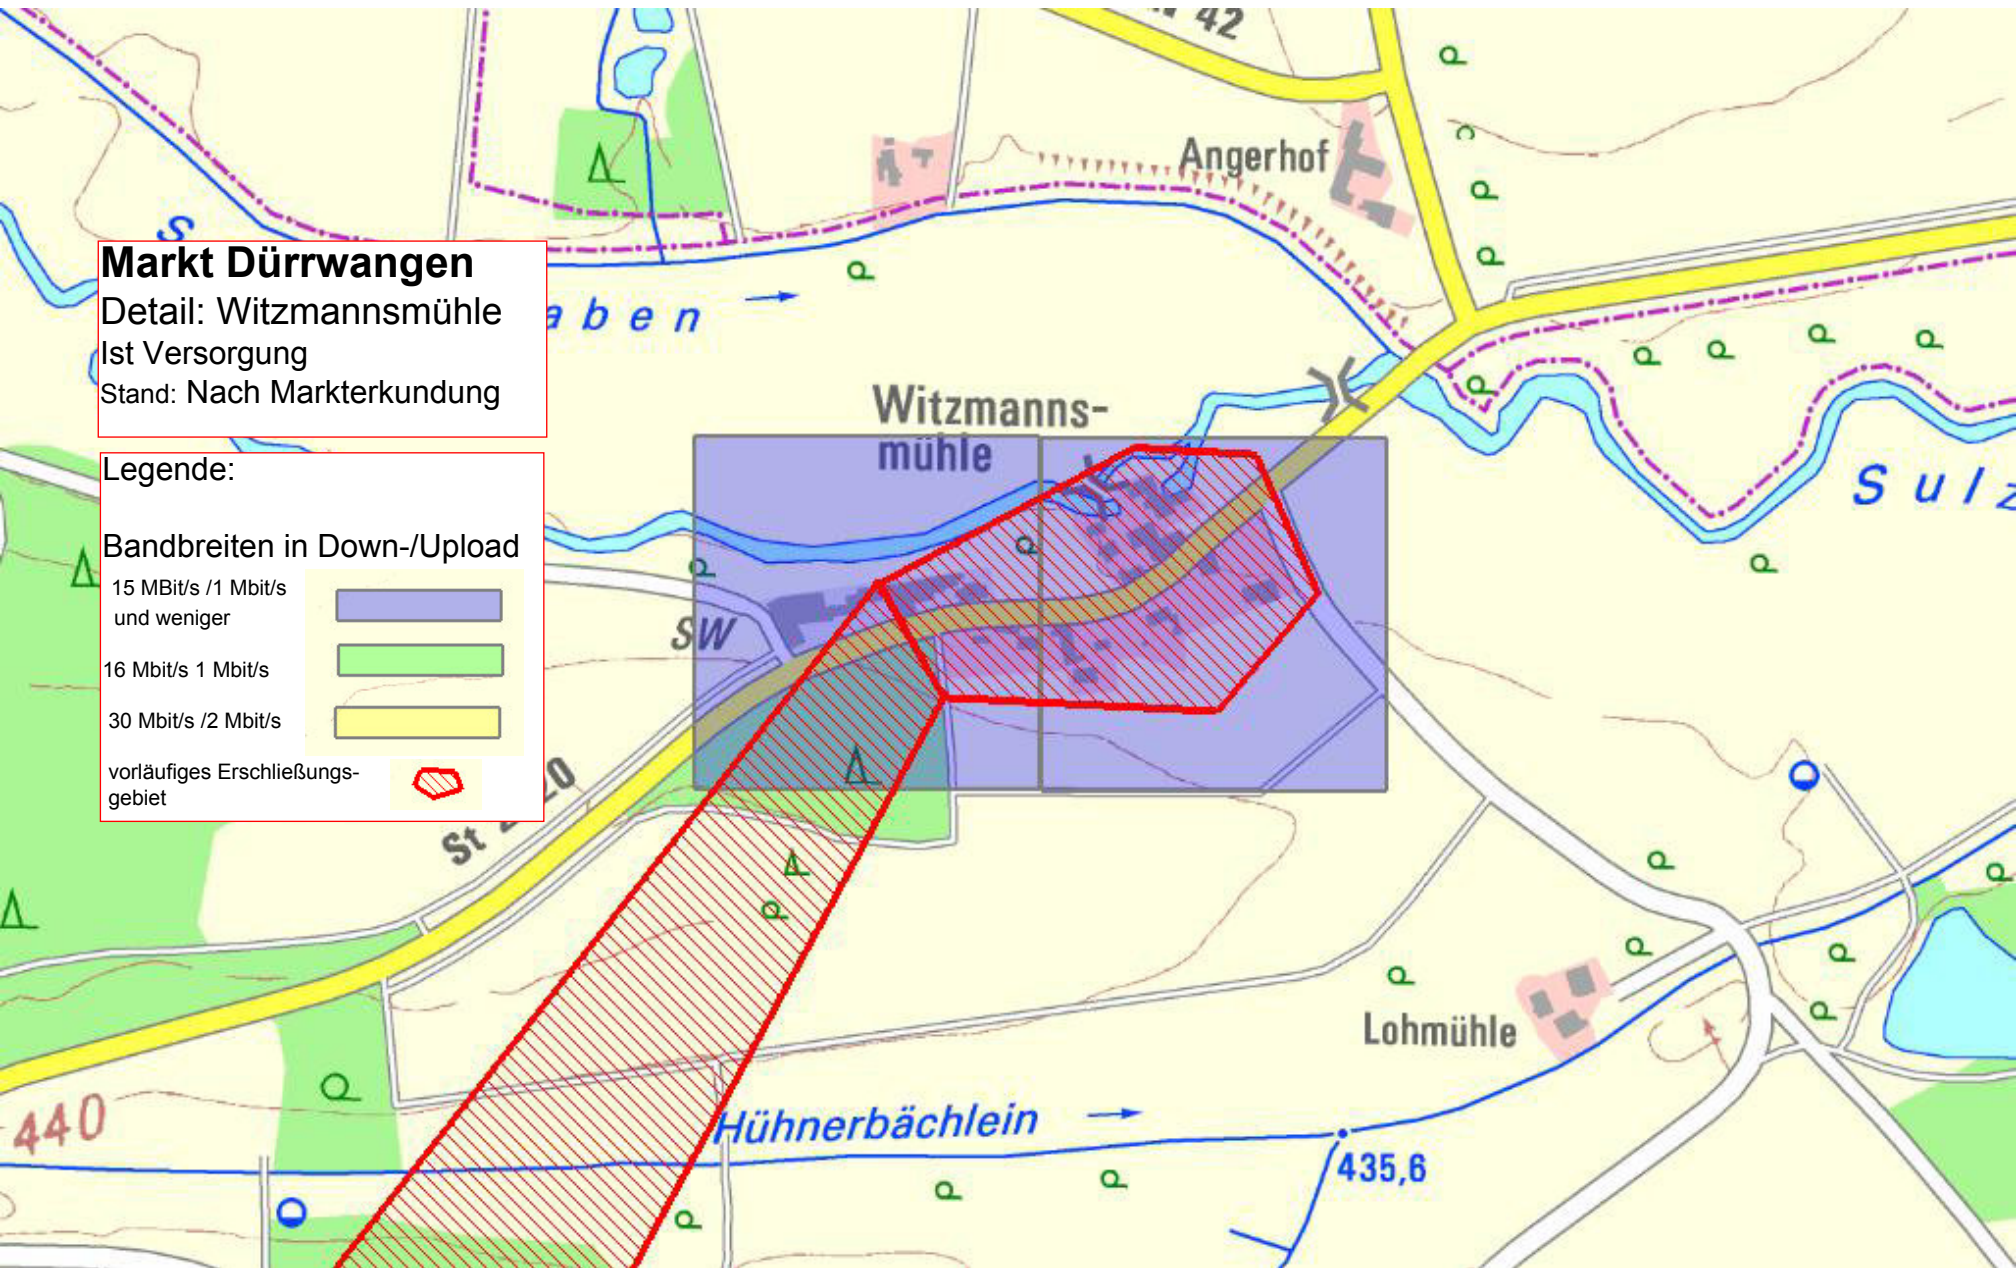 42
Angerhof
S
Markt Dürrwangen
Detail: Witzmannsmühle
Ist Versorgung
Stand: Nach Markterkundung
aben
Witzmanns-
mühle
Sulz
Legende:
Bandbreiten in Down-/Upload
15 MBit/s /1 Mbit/s
und weniger
16 Mbit/s 1 Mbit/s
30 Mbit/s /2 Mbit/s
vorläufiges Erschließungs-
gebiet
SW
St
20
Lohmühle
440
Hühnerbächlein
435,6